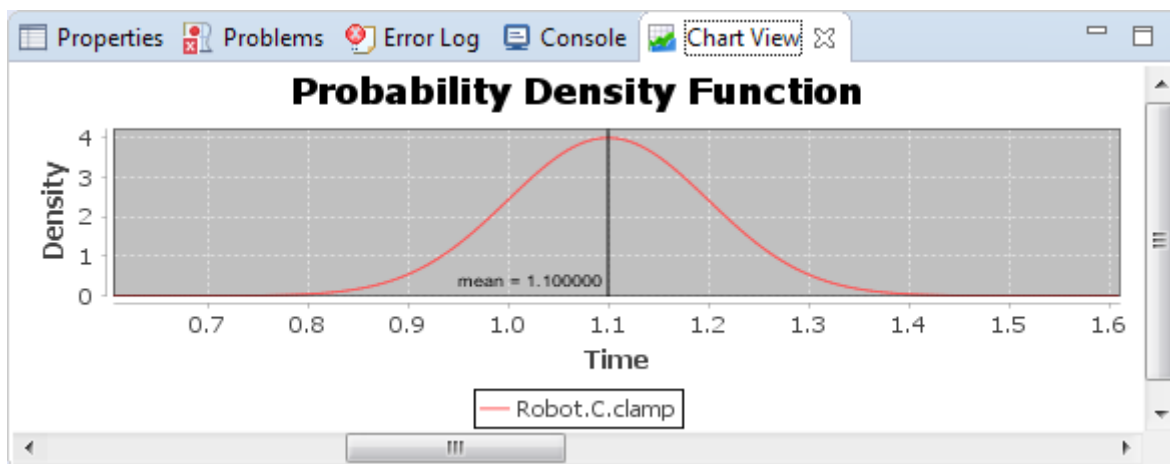 Properties Problems Error Log Console Chart View
Probability Density Function
Density
4
3
2
1
0
mean = 1.100000
0.7 0.8 0.9 1.0 1.1 1.2 1.3 1.4 1.5 1.6
Time
Robot.C.clamp